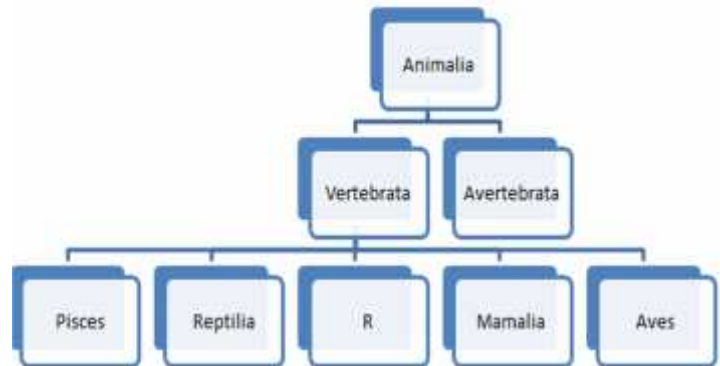 Animalia
Vertebrata
Avertebrata
Pisces
Reptilia
R
Mamalia
Aves